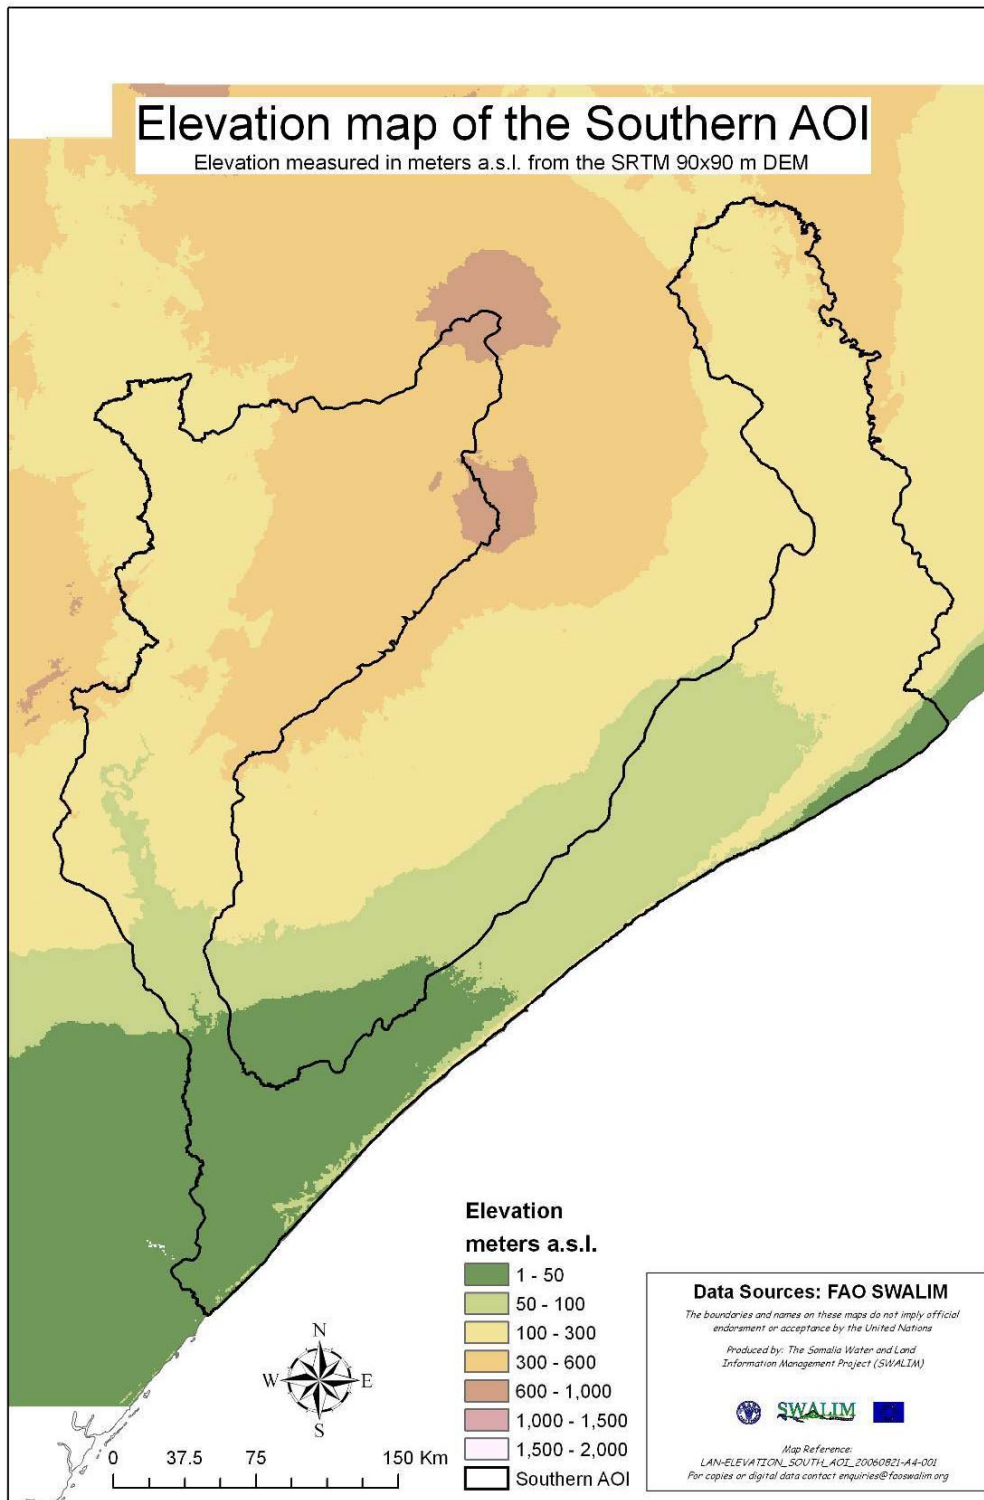 Elevation map of the Southern AOI
Elevation measured in meters a.s.l. from the SRTM 90x90 m DEM
Elevation
meters a.s.l.
1 - 50
50 - 100
100 - 300
300 - 600
600 - 1,000
1,000 - 1,500
1,500 - 2,000
Southern AOI
N
W E
S
0 37.5 75 150 Km
Data Sources: FAO SWALIM
The boundaries and names on these maps do not imply official
endorsment or acceptance by the United Nations
Produced by: The Somalia Water and Land
Information Management Project (SWALIM)
SWALIM
Map Reference:
LAN-ELEVATION_SOUTH_AOI_20060821-A4-001
For copies or digital data contact enquiries@faoswalim.org